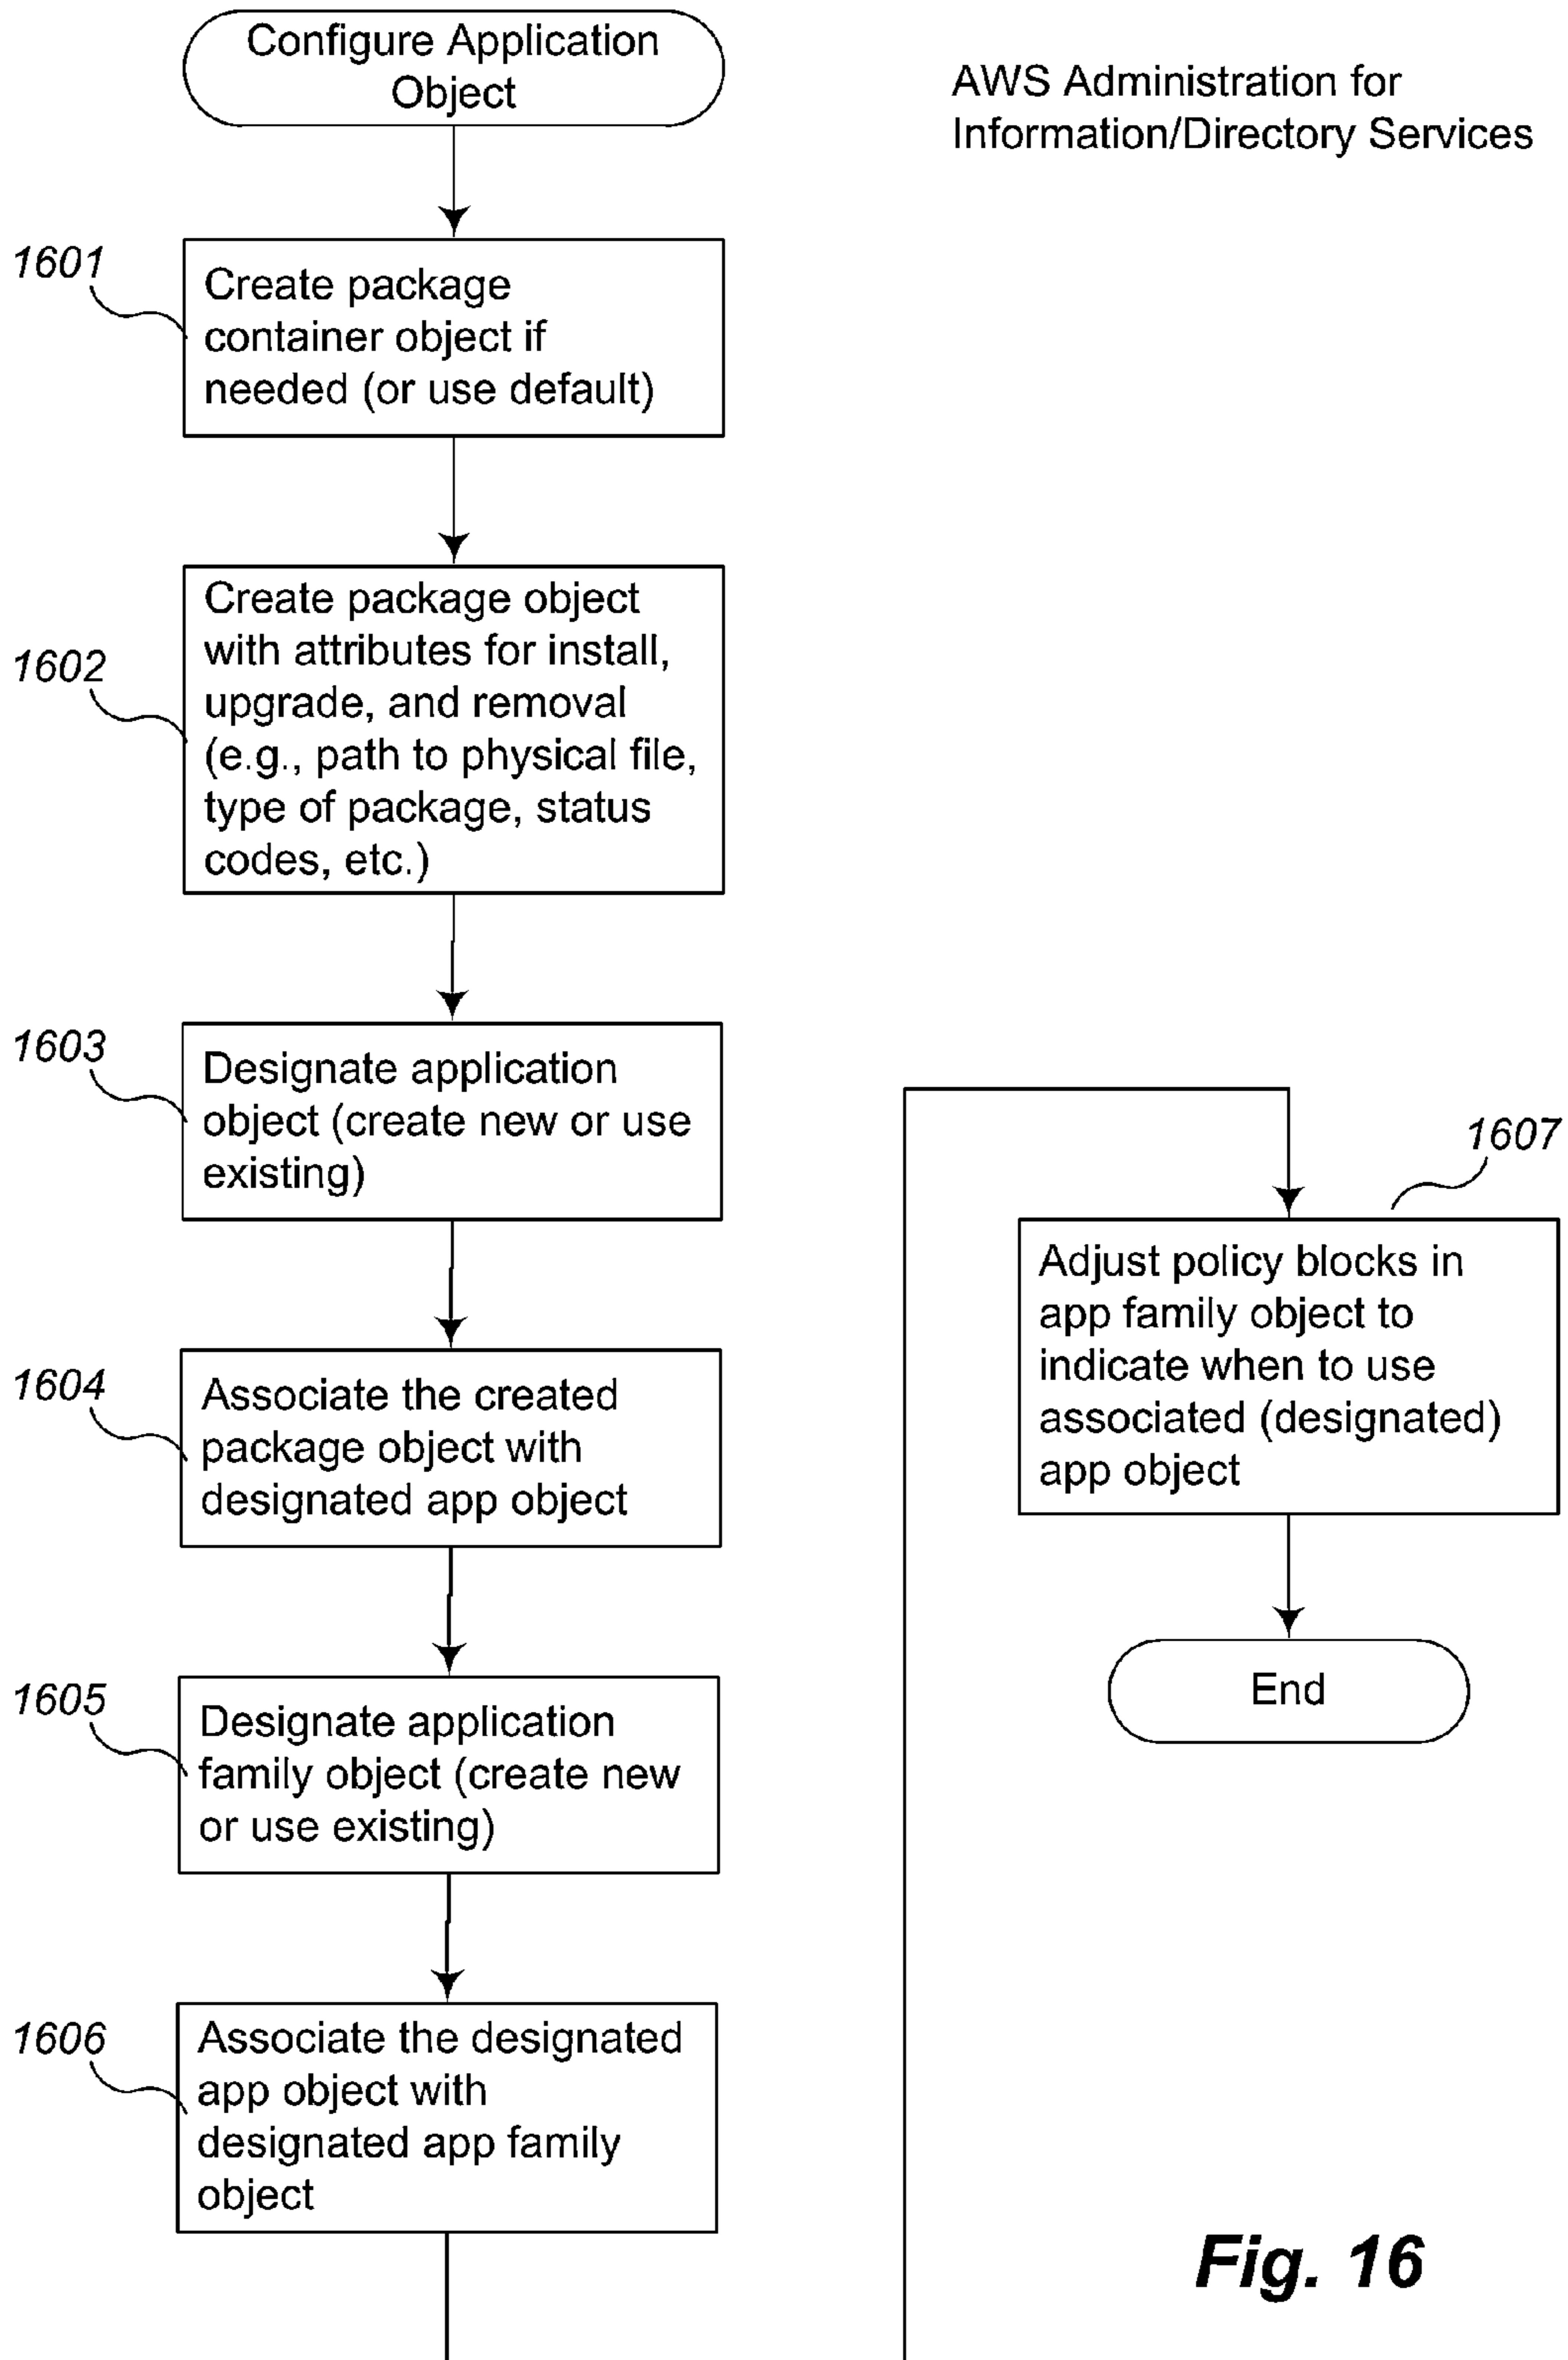 Configure Application
Object
AWS Administration for
Information/Directory Services
1601
Create package
container object if
needed (or use default)
1602
Create package object
with attributes for install,
upgrade, and removal
(e.g., path to physical file,
type of package, status
codes, etc.)
1603
Designate application
object (create new or use
existing)
1604
Associate the created
package object with
designated app object
1605
Designate application
family object (create new
or use existing)
1606
Associate the designated
app object with
designated app family
object
1607
Adjust policy blocks in
app family object to
indicate when to use
associated (designated)
app object
End
Fig. 16